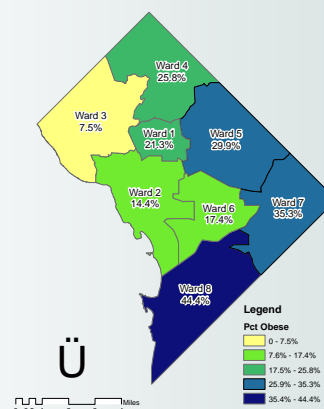 Ward 4
25.8%
Ward 3
7.5%
Ward 1
21.3%
Ward 5
29.9%
Ward 2
14.4%
Ward 6
17.4%
Ward 7
35.3%
Ward 8
44.4%
Legend
Pct Obese
0 - 7.5%
7.6% - 17.4%
17.5% - 25.8%
25.9% - 35.3%
35.4% - 44.4%
Ü
Miles